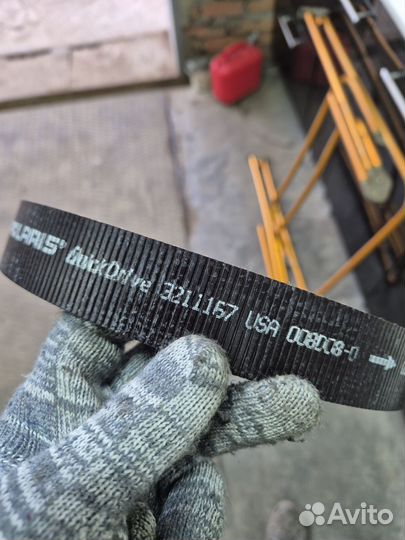 POLARIS® QuickDrive 3211167 USA 008D08-0 →
Avito